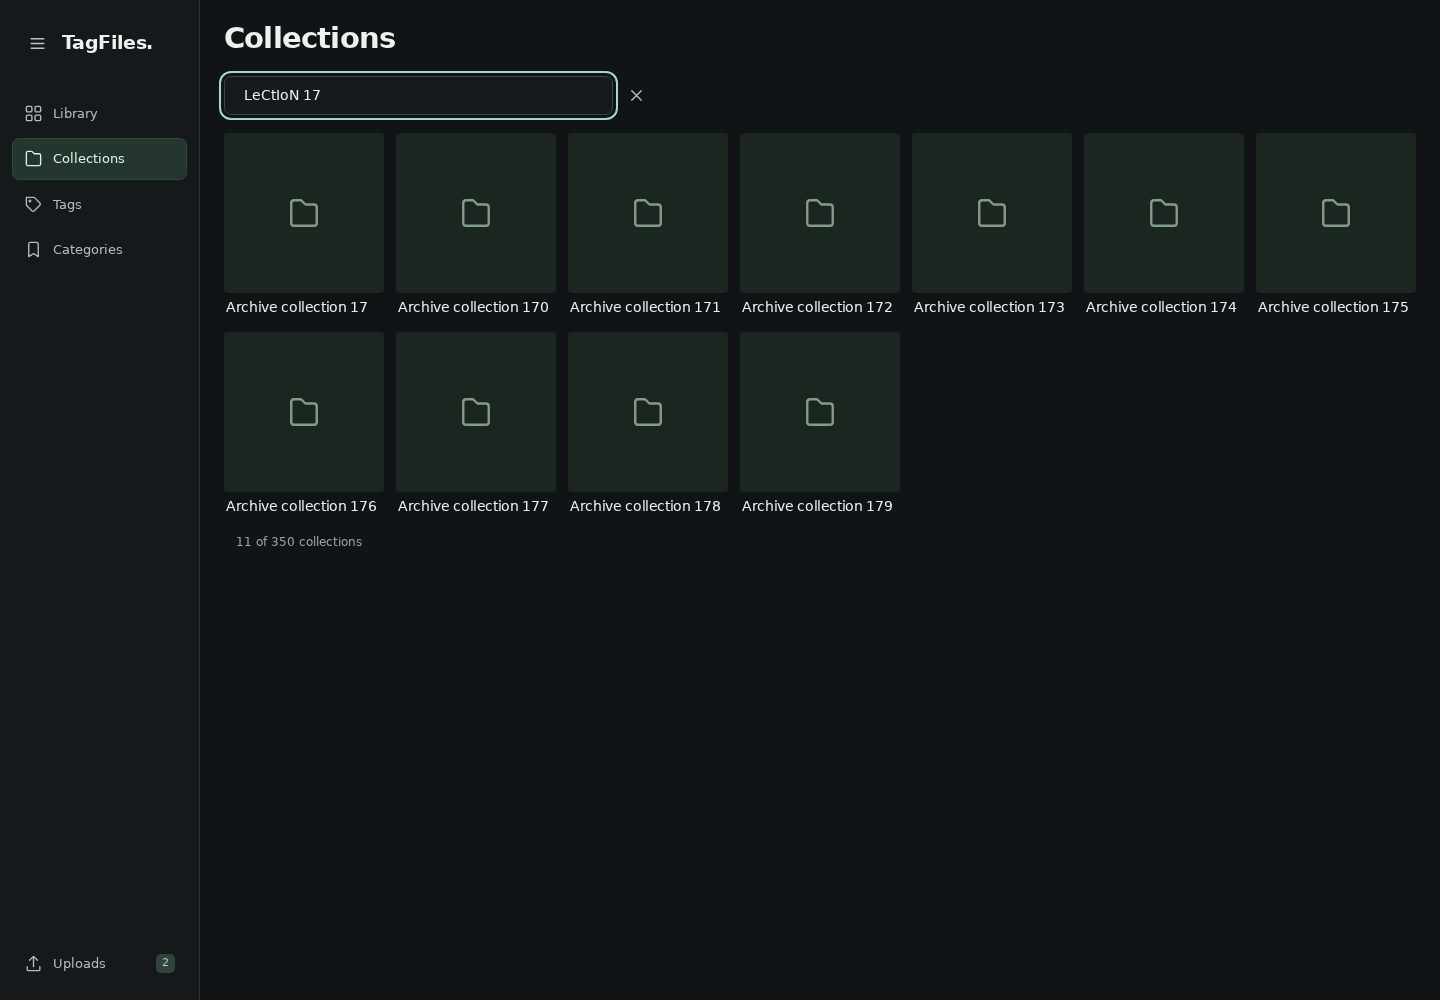 TagFiles.
Library
Collections
Tags
Categories
Uploads 2
Collections
LeCtIoN 17
Archive collection 17 Archive collection 170 Archive collection 171 Archive collection 172 Archive collection 173 Archive collection 174 Archive collection 175
Archive collection 176 Archive collection 177 Archive collection 178 Archive collection 179
11 of 350 collections